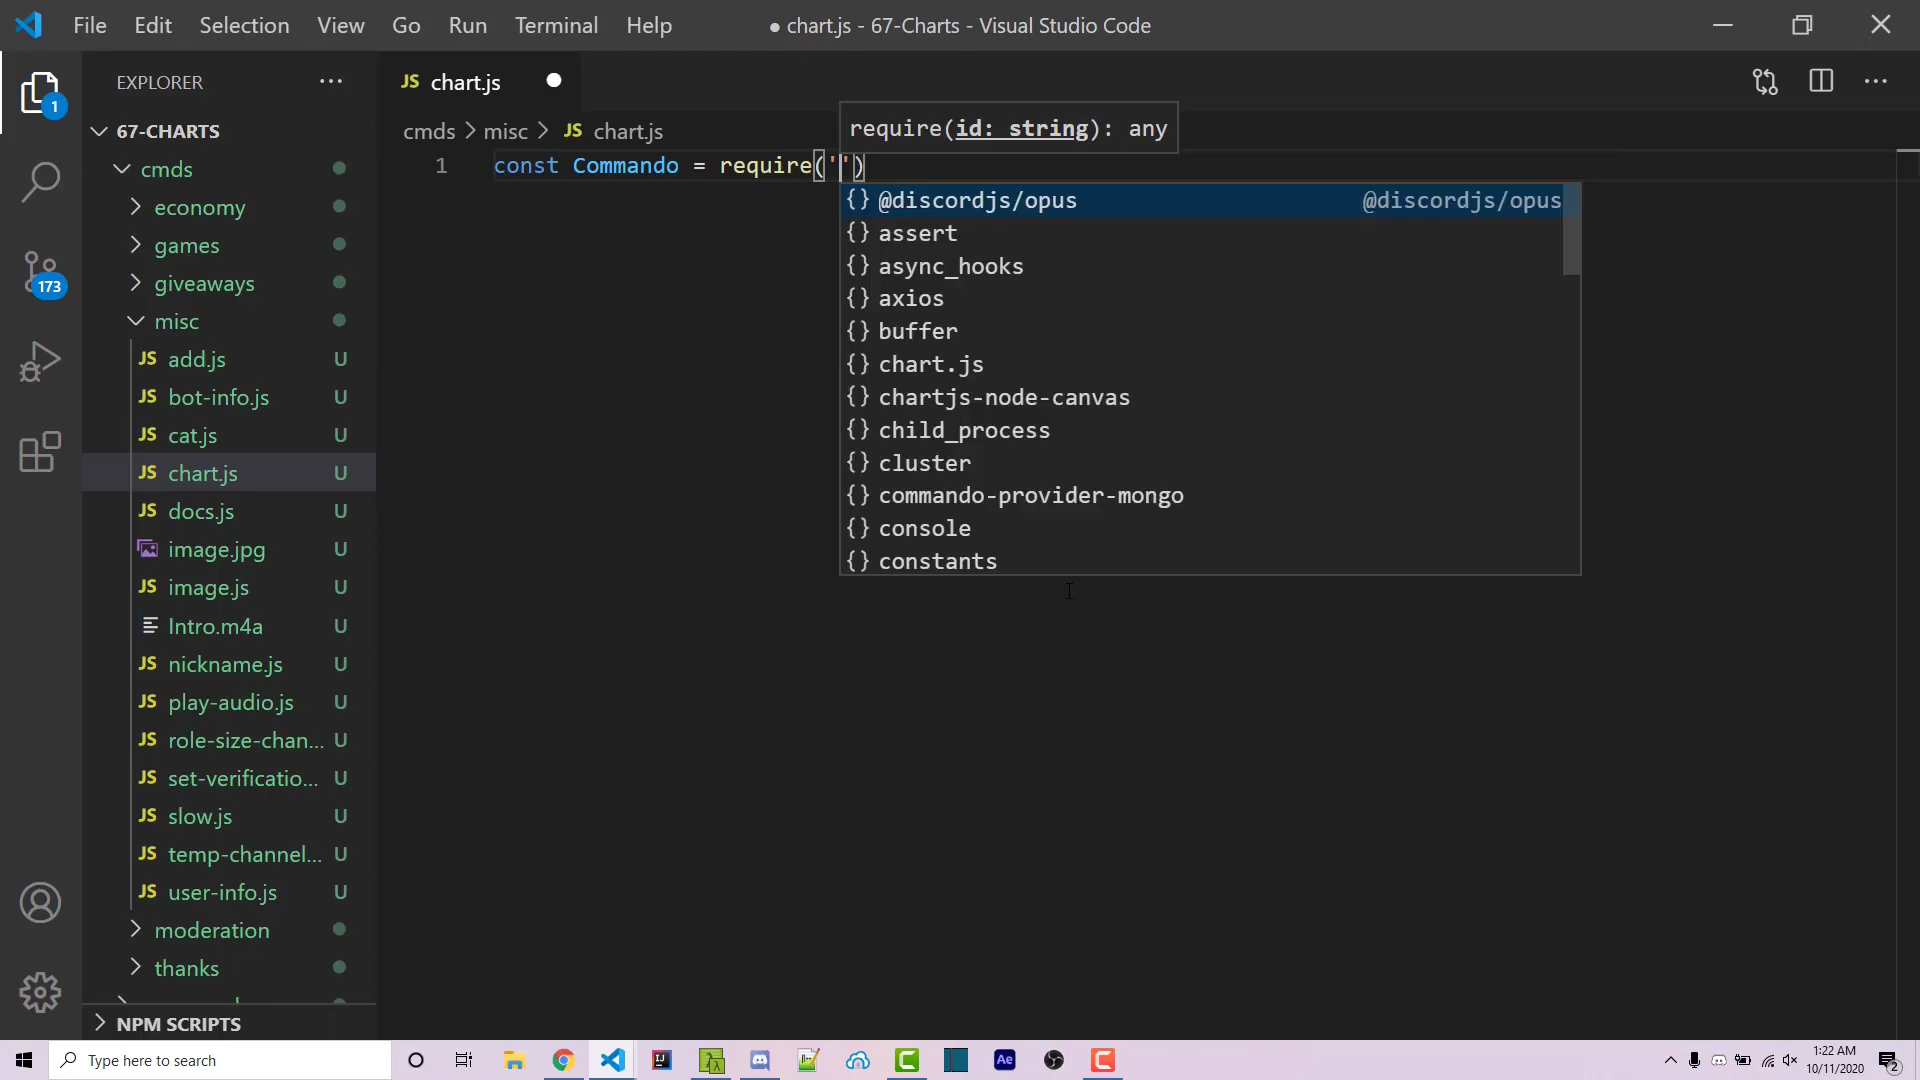 File Edit Selection View Go Run Terminal Help
● chart.js - 67-Charts - Visual Studio Code
EXPLORER
JS chart.js
1
67-CHARTS
cmds > misc > JS chart.js
require(id: string): any
1 const Commando = require('')
cmds
economy
games
173
giveaways
misc
JS add.js U
JS bot-info.js U
JS cat.js U
JS chart.js U
JS docs.js U
image.jpg U
JS image.js U
Intro.m4a U
JS nickname.js U
JS play-audio.js U
JS role-size-chan... U
JS set-verificatio... U
JS slow.js U
JS temp-channel... U
JS user-info.js U
moderation
thanks
NPM SCRIPTS
{} @discordjs/opus @discordjs/opus
{} assert
{} async_hooks
{} axios
{} buffer
{} chart.js
{} chartjs-node-canvas
{} child_process
{} cluster
{} commando-provider-mongo
{} console
{} constants
Type here to search
IJ
Ae
1:22 AM
10/11/2020
2